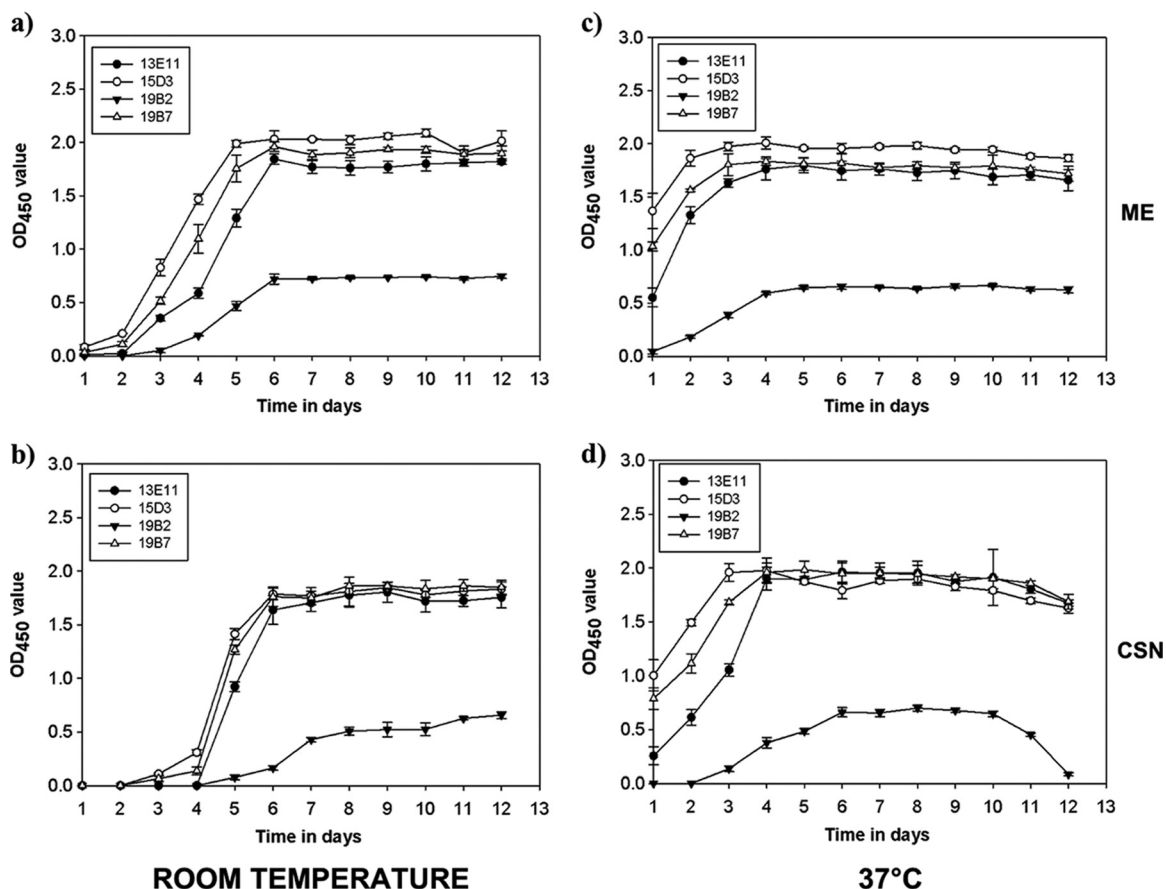 a)
3.0
2.5
2.0
1.5
1.0
0.5
0.0
OD450 value
13E11
15D3
19B2
19B7
1 2 3 4 5 6 7 8 9 10 11 12 13
Time in days
c)
3.0
2.5
2.0
1.5
1.0
0.5
0.0
OD450 value
13E11
15D3
19B2
19B7
1 2 3 4 5 6 7 8 9 10 11 12 13
Time in days
ME
b)
3.0
2.5
2.0
1.5
1.0
0.5
0.0
OD450 value
13E11
15D3
19B2
19B7
1 2 3 4 5 6 7 8 9 10 11 12 13
Time in days
d)
3.0
2.5
2.0
1.5
1.0
0.5
0.0
OD450 value
13E11
15D3
19B2
19B7
1 2 3 4 5 6 7 8 9 10 11 12 13
Time in days
CSN
ROOM TEMPERATURE
37°C